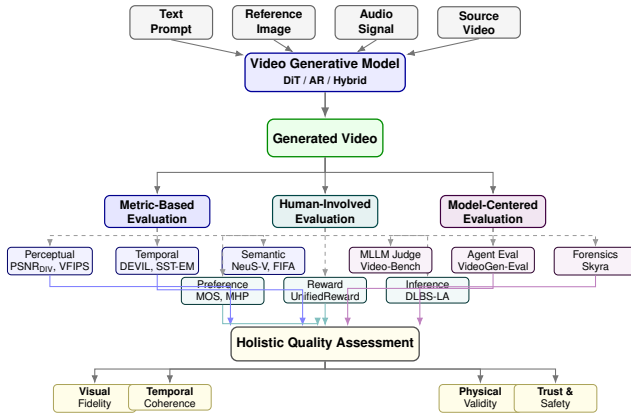 Text
Prompt
Reference
Image
Audio
Signal
Source
Video
Video Generative Model
DiT / AR / Hybrid
Generated Video
Metric-Based
Evaluation
Human-Involved
Evaluation
Model-Centered
Evaluation
Perceptual
PSNR_DIV, VFIPS
Temporal
DEVIL, SST-EM
Semantic
NeuS-V, FIFA
MLLM Judge
Video-Bench
Agent Eval
VideoGen-Eval
Forensics
Skyra
Preference
MOS, MHP
Reward
UnifiedReward
Inference
DLBS-LA
Holistic Quality Assessment
Visual
Fidelity
Temporal
Coherence
Physical
Validity
Trust &
Safety